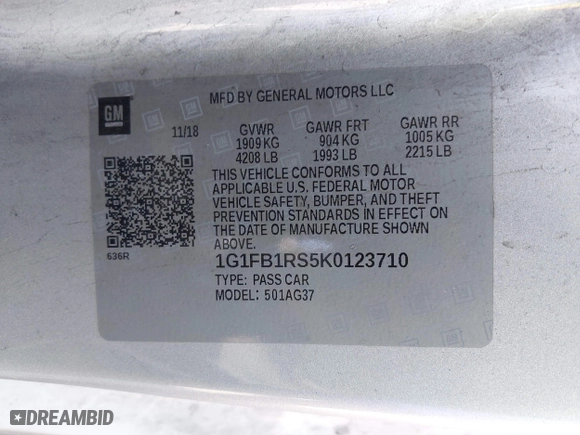 MFD BY GENERAL MOTORS LLC
GM
11/18 GVWR GAWR FRT GAWR RR
1909 KG 904 KG 1005 KG
4208 LB 1993 LB 2215 LB
THIS VEHICLE CONFORMS TO ALL
APPLICABLE U.S. FEDERAL MOTOR
VEHICLE SAFETY, BUMPER, AND THEFT
PREVENTION STANDARDS IN EFFECT ON
THE DATE OF MANUFACTURE SHOWN
ABOVE.
636R
1G1FB1RS5K0123710
TYPE: PASS CAR
MODEL: 501AG37
DREAMBID